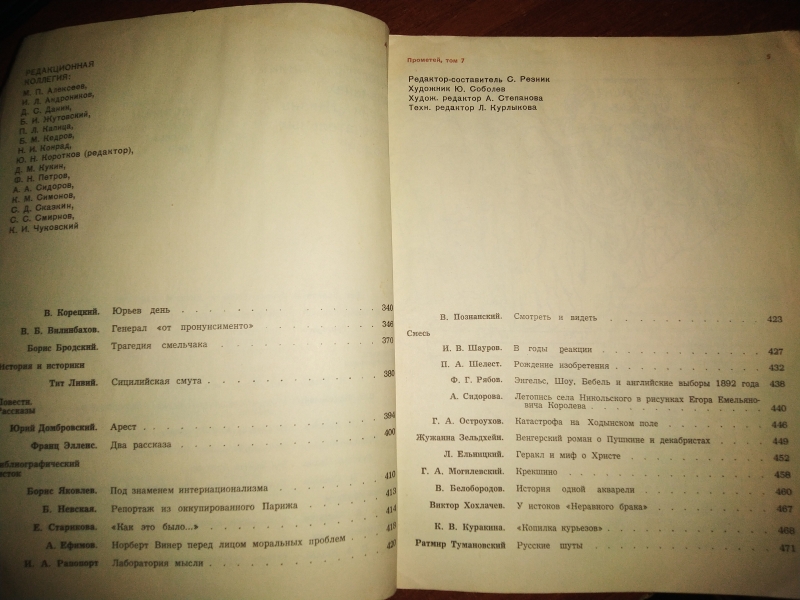 РЕДАКЦИОННАЯ
КОЛЛЕГИЯ:
М. П. Алексеев,
И. Л. Андроников,
Д. С. Данин,
Б. И. Жутовский,
П. Л. Капица,
Б. М. Кедров,
Н. И. Конрад,
Ю. Н. Коротков (редактор),
Д. М. Кукин,
Ф. Н. Петров,
А. А. Сидоров,
К. М. Симонов,
С. Д. Сказкин,
С. С. Смирнов,
К. И. Чуковский
В. Корецкий. Юрьев день 340
В. Б. Вилинбахов. Генерал «от пронунсименто» 346
Борис Бродский. Трагедия смельчака 370
История и историки
Тит Ливий. Сицилийская смута 380
Повести.
Рассказы
Юрий Домбровский. Арест 394
Франц Элленс. Два рассказа 400
Библиографический
листок
Борис Яковлев. Под знаменем интернационализма 410
Б. Невская. Репортаж из оккупированного Парижа 413
Е. Старикова. «Как это было...» 414
А. Ефимов. Норберт Винер перед лицом моральных проблем 418
И. А. Рапопорт Лаборатория мысли 420
Прометей, том 7 5
Редактор-составитель С. Резник
Художник Ю. Соболев
Худож. редактор А. Степанова
Техн. редактор Л. Курлыкова
В. Познанский. Смотреть и видеть 423
Смесь
И. В. Шауров. В годы реакции 427
П. А. Шелест. Рождение изобретения 432
Ф. Г. Рябов. Энгельс, Шоу, Бебель и английские выборы 1892 года 438
А. Сидорова. Летопись села Никольского в рисунках Егора Емельяно-
вича Королева 440
Г. А. Остроухов. Катастрофа на Ходынском поле 446
Жужанна Зельдхейи. Венгерский роман о Пушкине и декабристах 449
Л. Ельницкий. Геракл и миф о Христе 452
Г. А. Могилевский. Крекшино 458
В. Белобородов. История одной акварели 460
Виктор Хохлачев. У истоков «Неравного брака» 467
К. В. Куракина. «Копилка курьезов» 468
Ратмир Тумановский Русские шуты 471